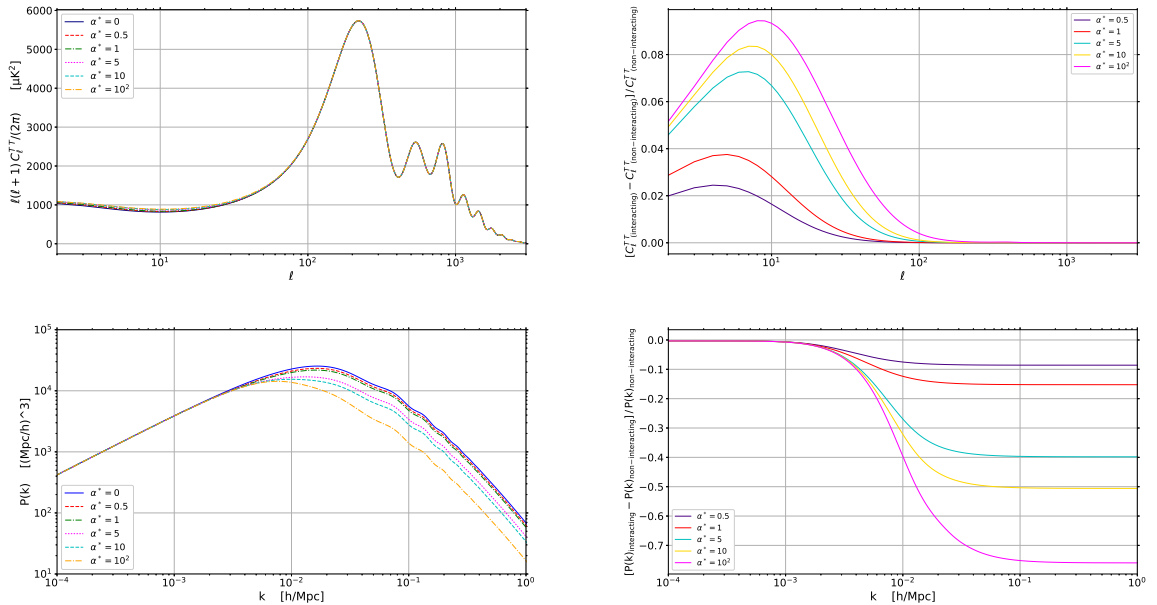 ℓ(ℓ + 1) C_ℓ^{TT}/(2π) [μK²]
6000
5000
4000
3000
2000
1000
0
α* = 0
α* = 0.5
α* = 1
α* = 5
α* = 10
α* = 10²
10¹
10²
10³
ℓ
[C_ℓ^{TT} (interacting) − C_ℓ^{TT} (non−interacting)] / C_ℓ^{TT} (non−interacting)
0.08
0.06
0.04
0.02
0.00
α* = 0.5
α* = 1
α* = 5
α* = 10
α* = 10²
10¹
10²
10³
ℓ
P(k) [(Mpc/h)^3]
10⁵
10⁴
10³
10²
10¹
α* = 0
α* = 0.5
α* = 1
α* = 5
α* = 10
α* = 10²
10⁻⁴
10⁻³
10⁻²
10⁻¹
10⁰
k [h/Mpc]
[P(k)interacting − P(k)non−interacting] / P(k)non−interacting
0.0
−0.1
−0.2
−0.3
−0.4
−0.5
−0.6
−0.7
α* = 0.5
α* = 1
α* = 5
α* = 10
α* = 10²
10⁻⁴
10⁻³
10⁻²
10⁻¹
10⁰
k [h/Mpc]